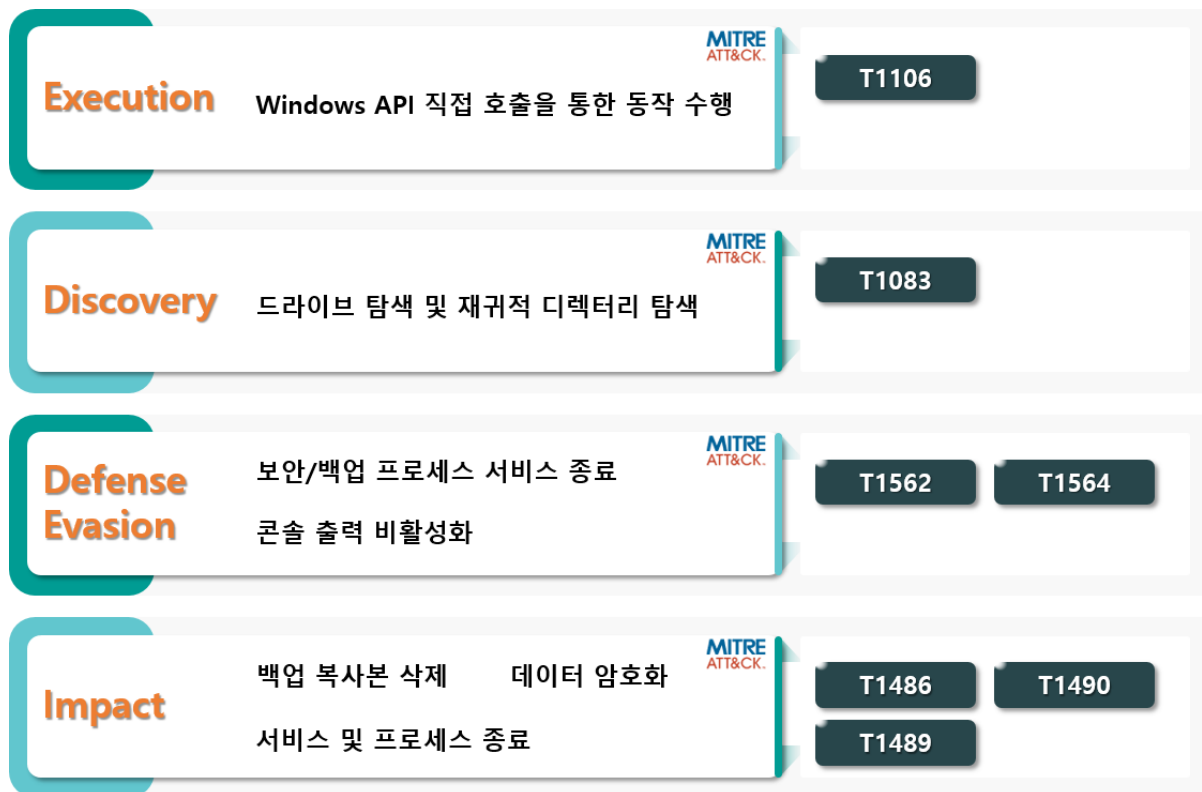 MITRE
ATT&CK.
Execution
Windows API 직접 호출을 통한 동작 수행
T1106
MITRE
ATT&CK.
Discovery
드라이브 탐색 및 재귀적 디렉터리 탐색
T1083
MITRE
ATT&CK.
Defense
Evasion
보안/백업 프로세스 서비스 종료
콘솔 출력 비활성화
T1562 T1564
MITRE
ATT&CK.
Impact
백업 복사본 삭제 데이터 암호화
서비스 및 프로세스 종료
T1486 T1490
T1489